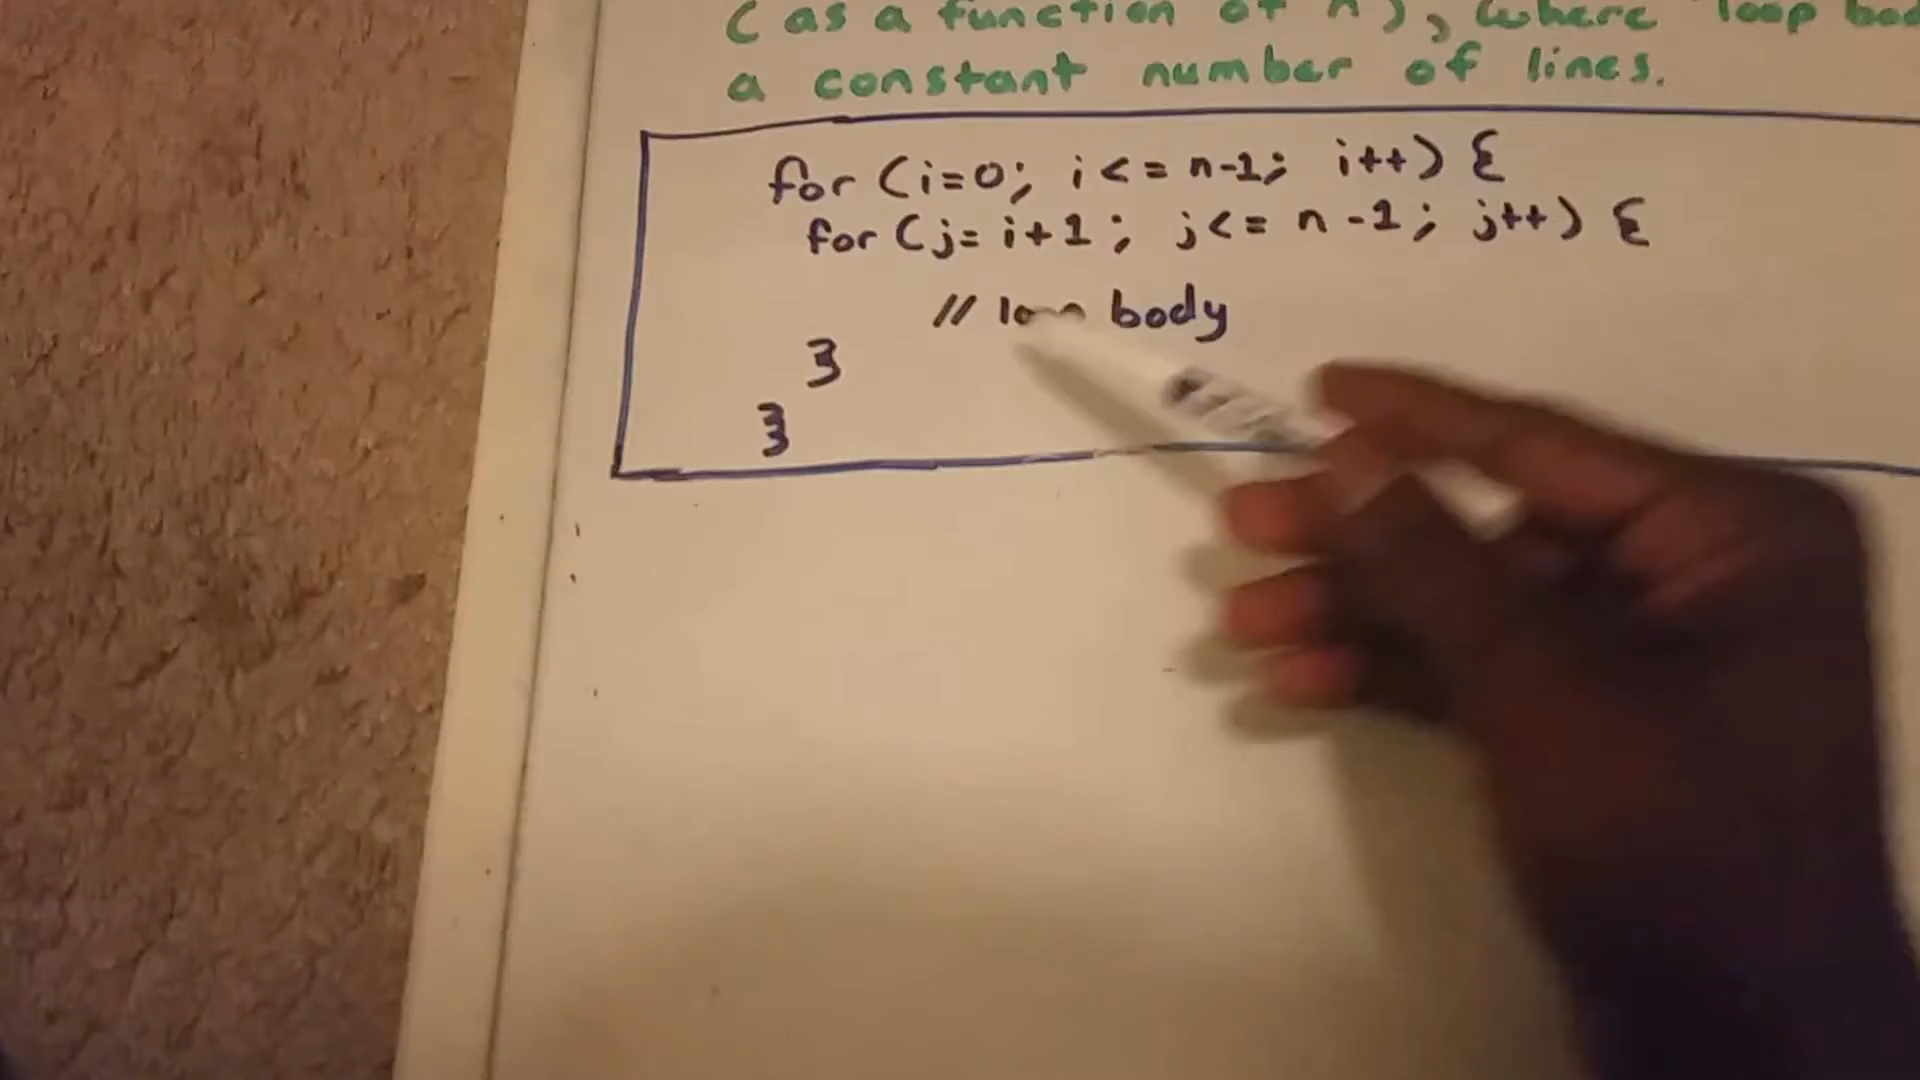 (as a function of n), where loop
a constant number of lines.
for (i=0; i<= n-1; i++) {
for (j= i+1; j<= n-1; j++) {
// body
}
}